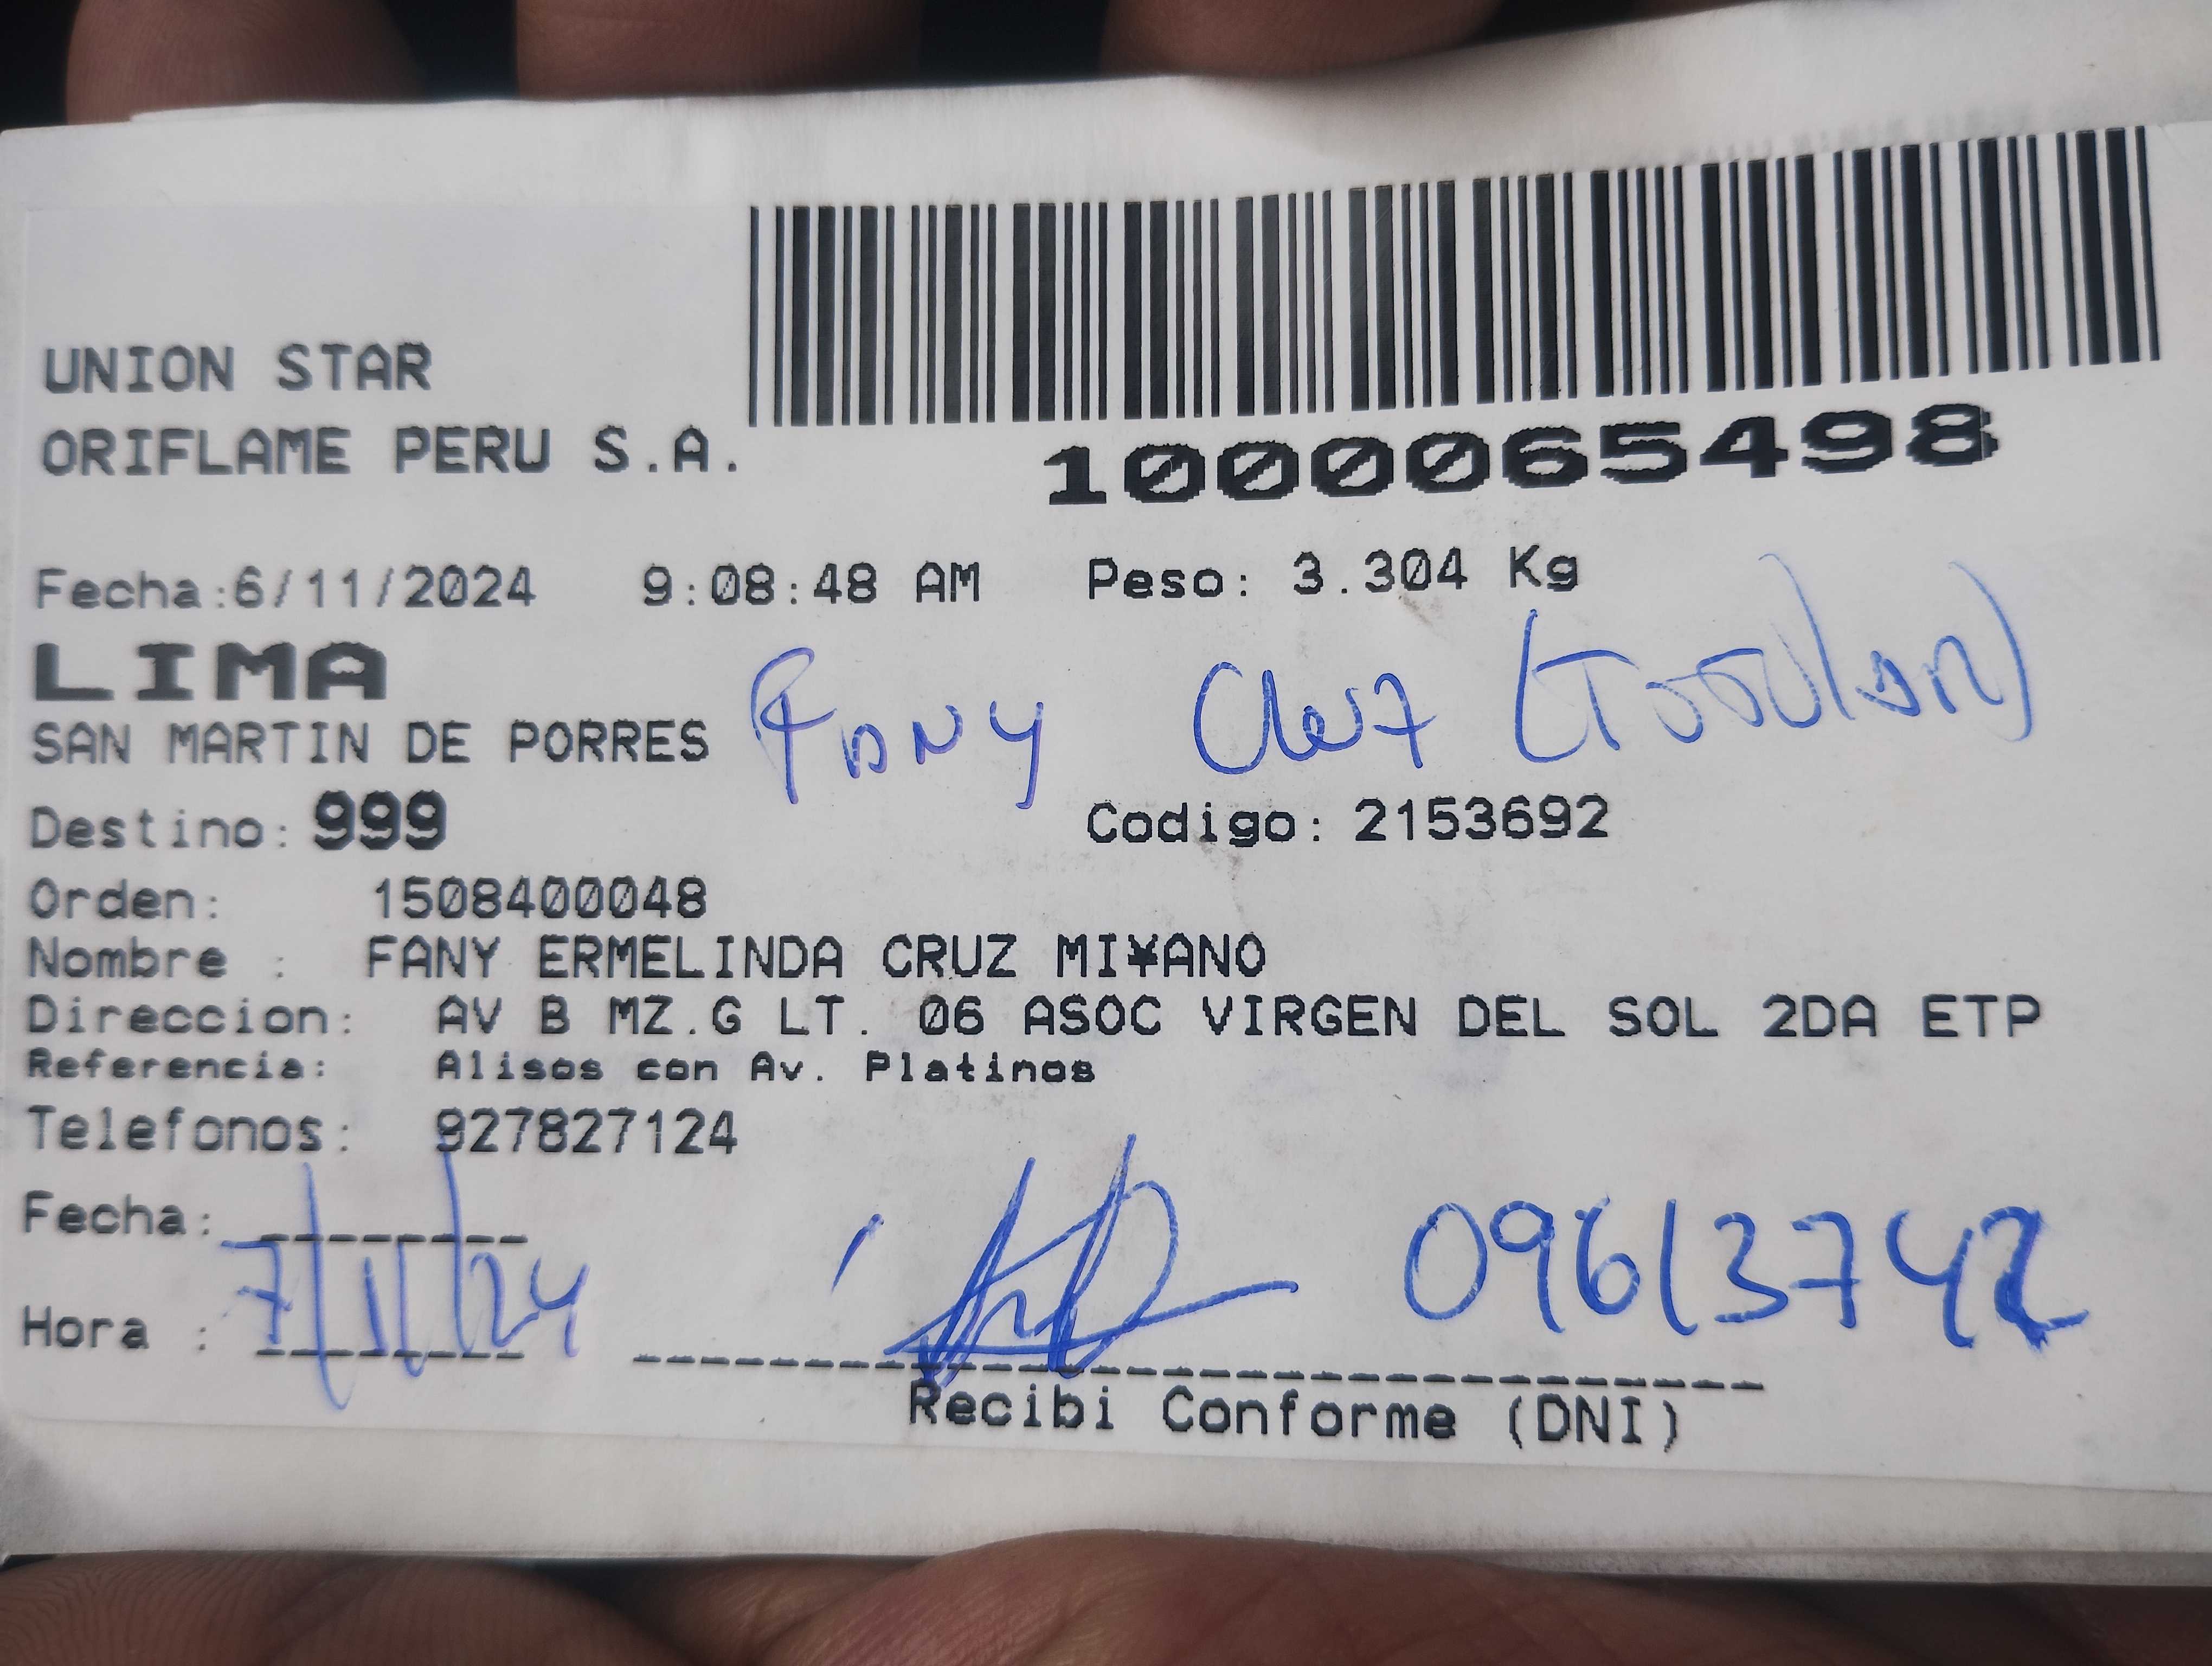 UNION STAR
ORIFLAME PERU S.A.
1000065498
Fecha:6/11/2024 9:08:48 AM Peso: 3.304 Kg
LIMA
SAN MARTIN DE PORRES FANY Cruz (Titular)
Destino: 999 Codigo: 2153692
Orden: 1508400048
Nombre : FANY ERMELINDA CRUZ MI¥ANO
Direccion: AV B MZ.G LT. 06 ASOC VIRGEN DEL SOL 2DA ETP
Referencia: Alisos con Av. Platinos
Telefonos: 927827124
Fecha: 7/11/24 09613742
Hora :
Recibi Conforme (DNI)